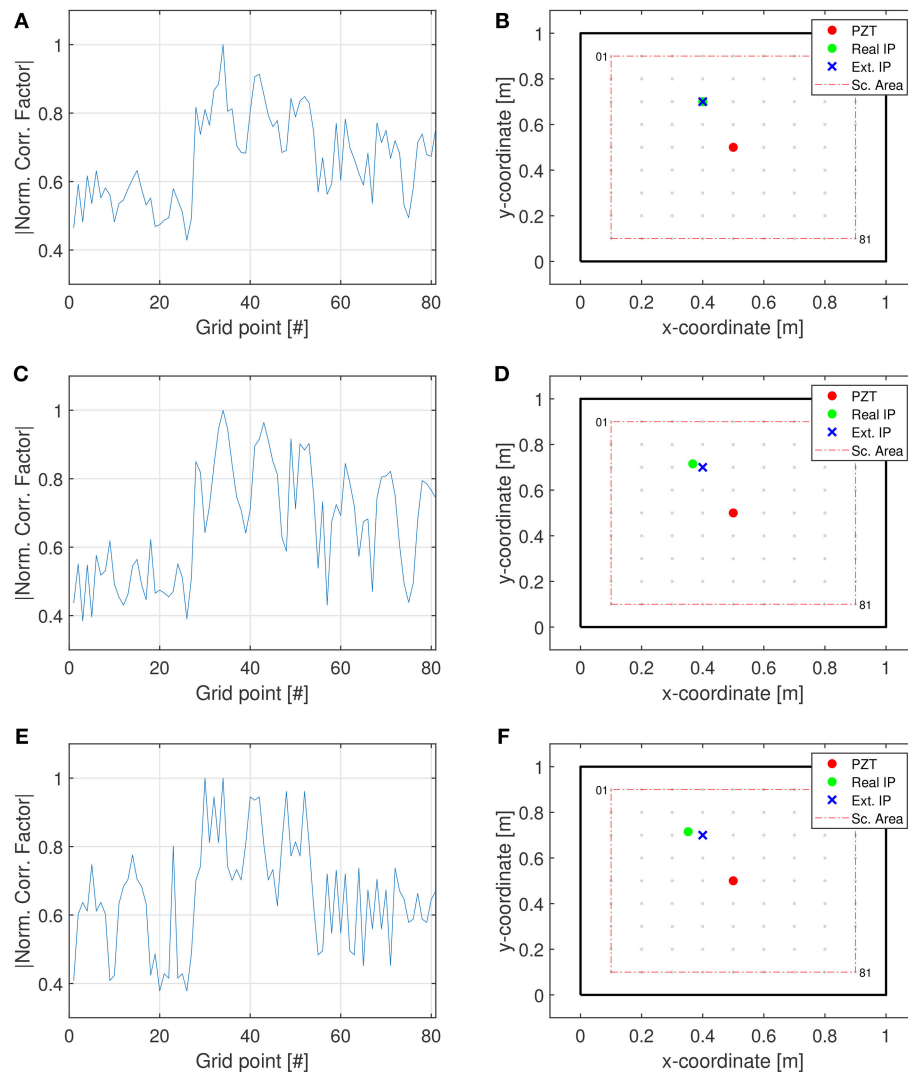 A
|Norm. Corr. Factor|
1
0.8
0.6
0.4
0 20 40 60 80
Grid point [#]
B
y-coordinate [m]
1
0.8
0.6
0.4
0.2
0
01
81
PZT
Real IP
Ext. IP
Sc. Area
0 0.2 0.4 0.6 0.8 1
x-coordinate [m]
C
|Norm. Corr. Factor|
1
0.8
0.6
0.4
0 20 40 60 80
Grid point [#]
D
y-coordinate [m]
1
0.8
0.6
0.4
0.2
0
01
81
PZT
Real IP
Ext. IP
Sc. Area
0 0.2 0.4 0.6 0.8 1
x-coordinate [m]
E
|Norm. Corr. Factor|
1
0.8
0.6
0.4
0 20 40 60 80
Grid point [#]
F
y-coordinate [m]
1
0.8
0.6
0.4
0.2
0
01
81
PZT
Real IP
Ext. IP
Sc. Area
0 0.2 0.4 0.6 0.8 1
x-coordinate [m]